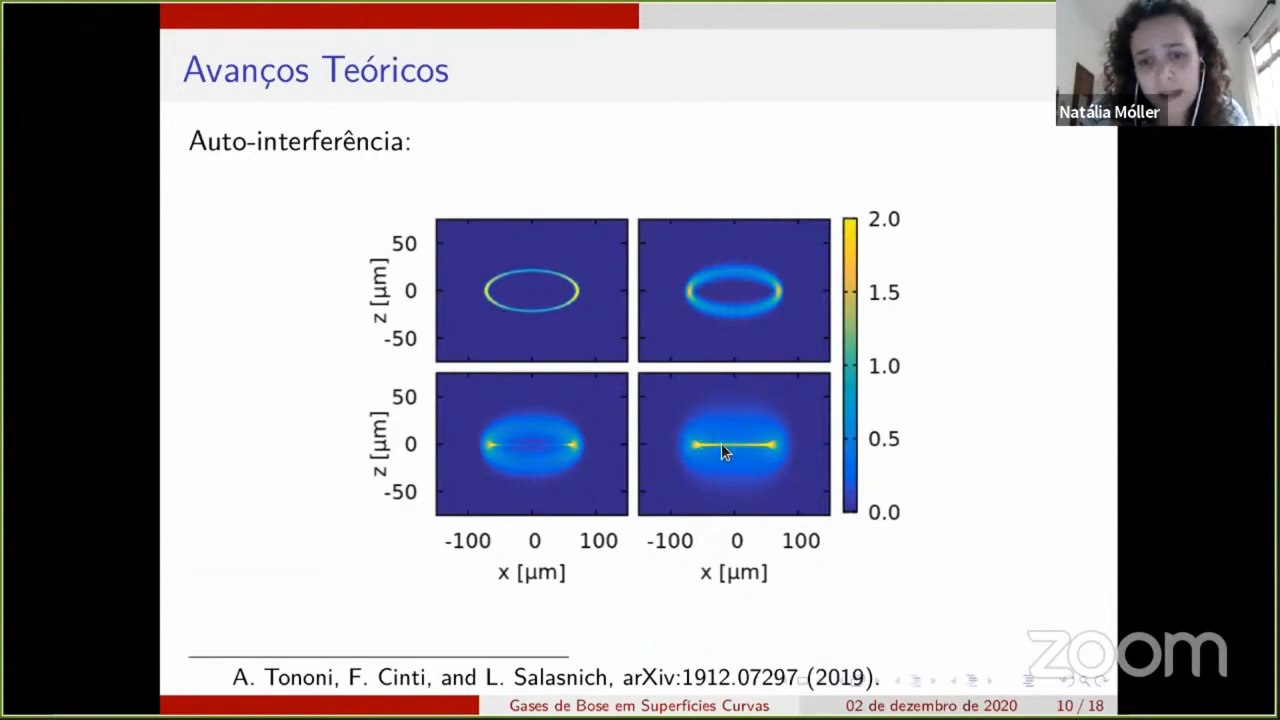 Avanços Teóricos
Natália Móller
Auto-interferência:
50
0
-50
z [μm]
2.0
1.5
1.0
0.5
0.0
50
0
-50
z [μm]
-100 0 100
-100 0 100
x [μm]
x [μm]
A. Tononi, F. Cinti, and L. Salasnich, arXiv:1912.07297 (2019).
zoom
Gases de Bose em Superfícies Curvas
02 de dezembro de 2020
10 / 18